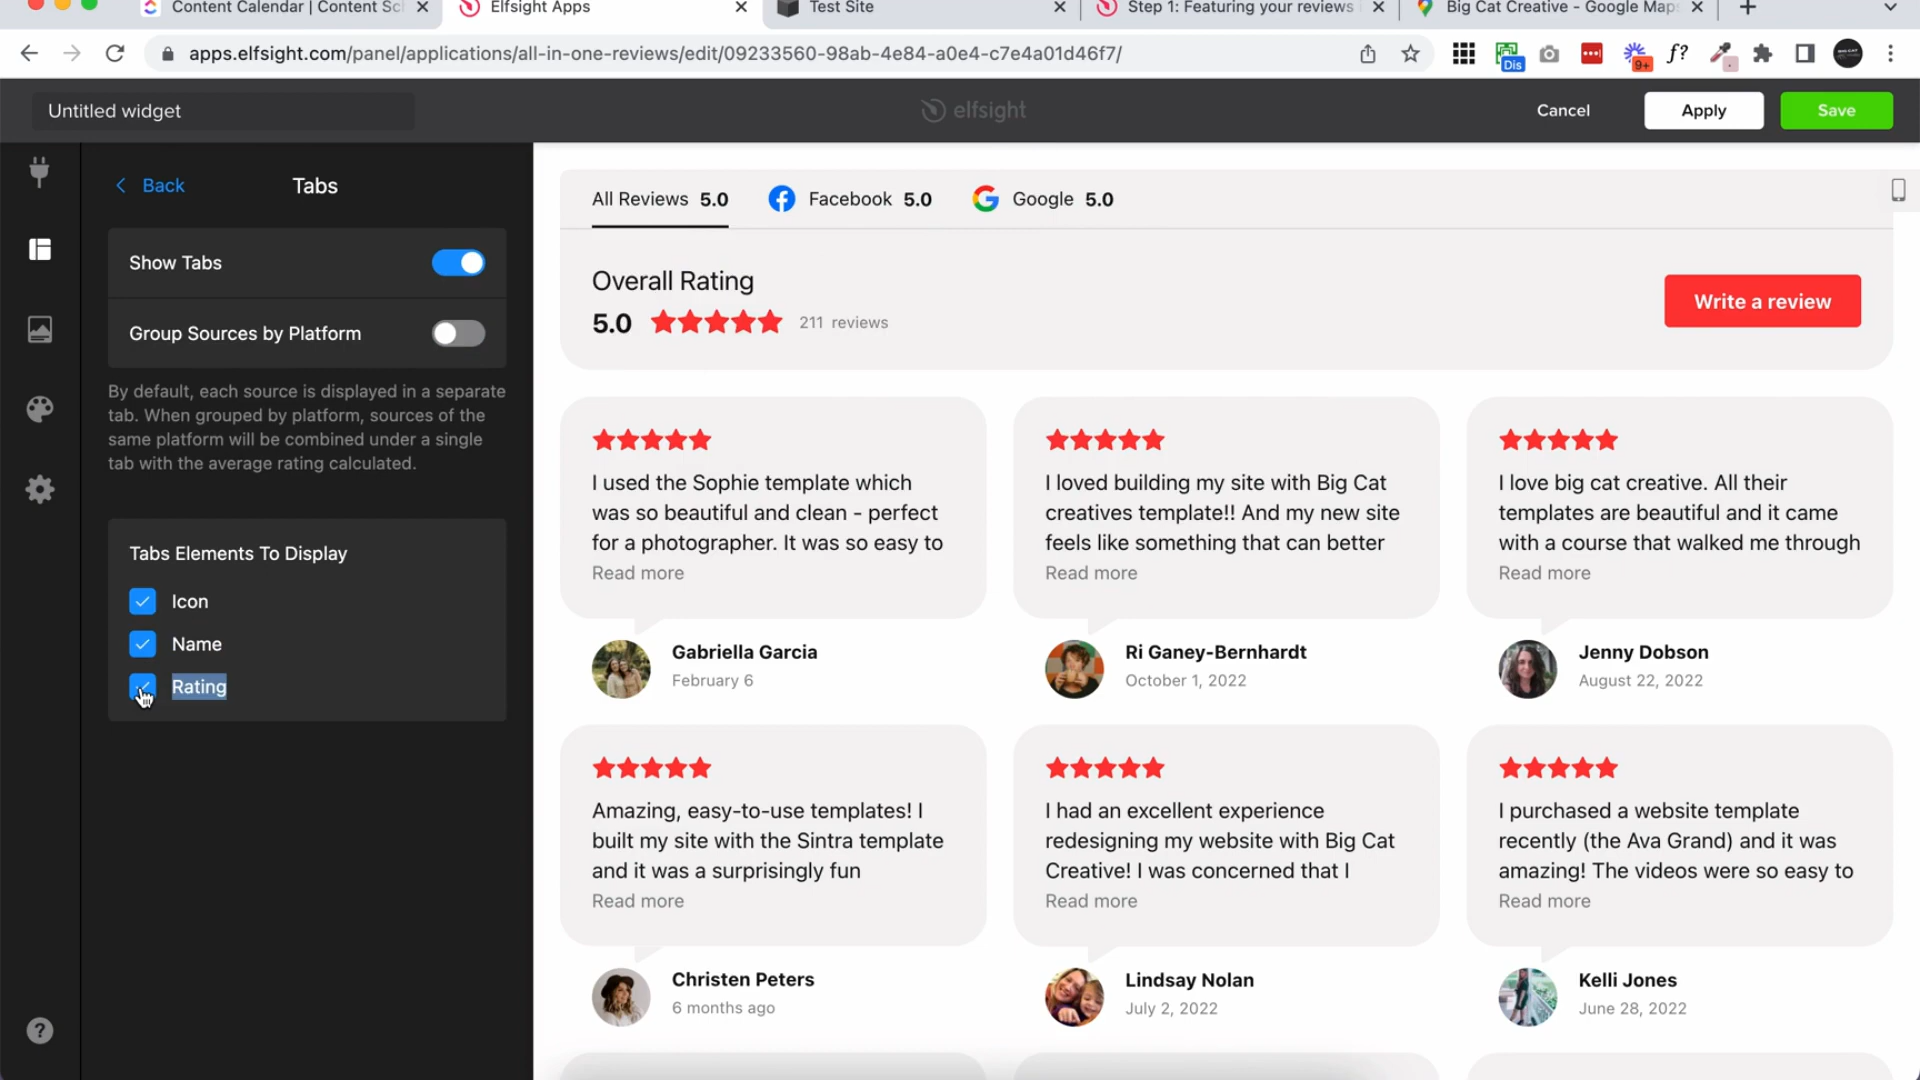 Content Calendar | Content Sc
Elfsight Apps
Test Site
Step 1: Featuring your reviews
Big Cat Creative - Google Maps
apps.elfsight.com/panel/applications/all-in-one-reviews/edit/09233560-98ab-4e84-a0e4-c7e4a01d46f7/
Dis
9+
f?
Untitled widget
elfsight
Cancel
Apply
Save
Back
Tabs
Show Tabs
Group Sources by Platform
By default, each source is displayed in a separate
tab. When grouped by platform, sources of the
same platform will be combined under a single
tab with the average rating calculated.
Tabs Elements To Display
Icon
Name
Rating
?
All Reviews 5.0
Facebook 5.0
Google 5.0
Overall Rating
5.0
211 reviews
Write a review
I used the Sophie template which
was so beautiful and clean - perfect
for a photographer. It was so easy to
Read more
Gabriella Garcia
February 6
I loved building my site with Big Cat
creatives template!! And my new site
feels like something that can better
Read more
Ri Ganey-Bernhardt
October 1, 2022
I love big cat creative. All their
templates are beautiful and it came
with a course that walked me through
Read more
Jenny Dobson
August 22, 2022
Amazing, easy-to-use templates! I
built my site with the Sintra template
and it was a surprisingly fun
Read more
Christen Peters
6 months ago
I had an excellent experience
redesigning my website with Big Cat
Creative! I was concerned that I
Read more
Lindsay Nolan
July 2, 2022
I purchased a website template
recently (the Ava Grand) and it was
amazing! The videos were so easy to
Read more
Kelli Jones
June 28, 2022